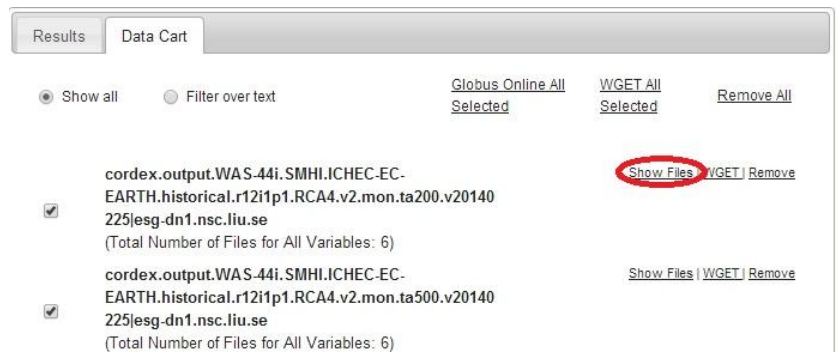 Results Data Cart
Show all Filter over text Globus Online All Selected WGET All Selected Remove All
cordex.output.WAS-44i.SMHI.ICHEC-EC-
EARTH.historical.r12i1p1.RCA4.v2.mon.ta200.v20140
225|esg-dn1.nsc.liu.se
(Total Number of Files for All Variables: 6)
Show Files | WGET | Remove
cordex.output.WAS-44i.SMHI.ICHEC-EC-
EARTH.historical.r12i1p1.RCA4.v2.mon.ta500.v20140
225|esg-dn1.nsc.liu.se
(Total Number of Files for All Variables: 6)
Show Files | WGET | Remove